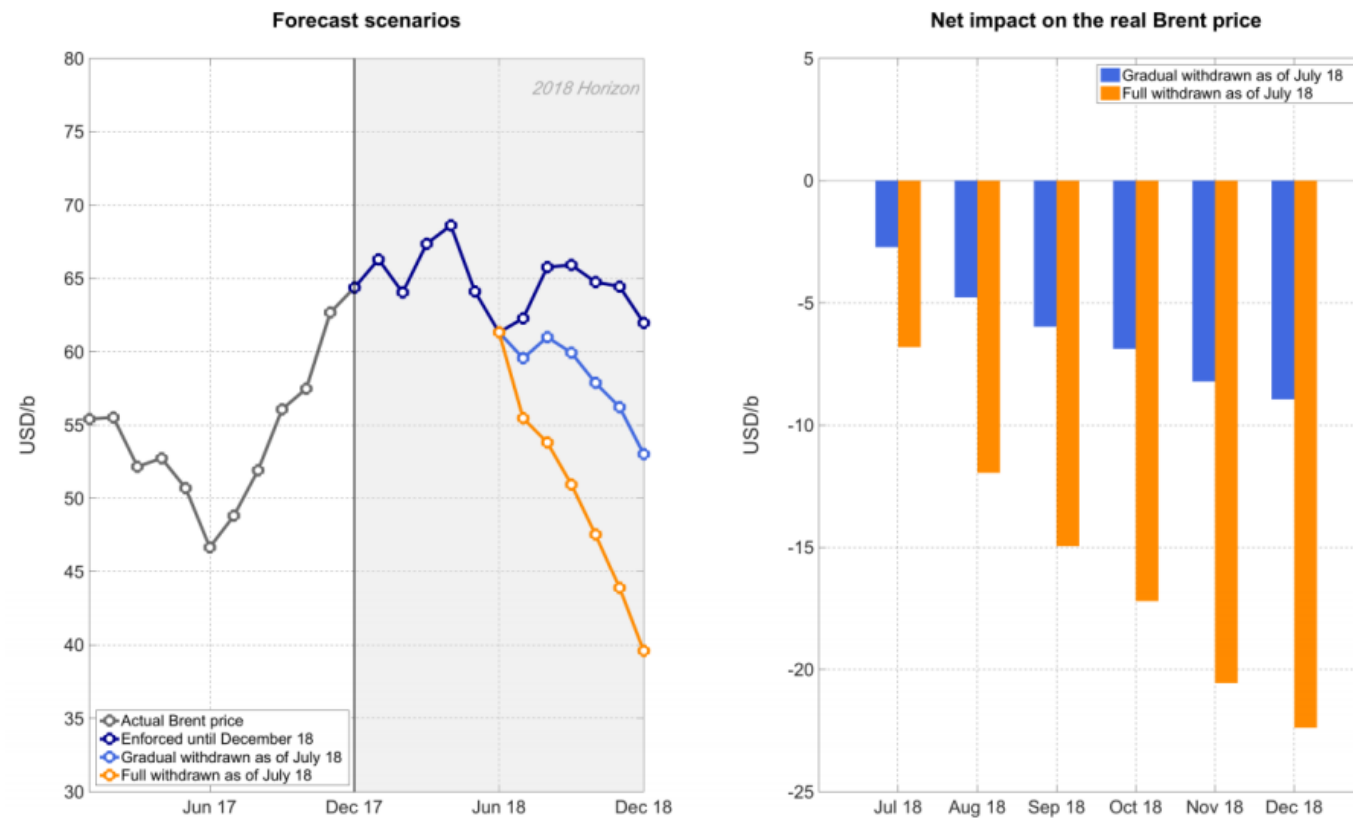 Forecast scenarios
80
75
70
65
60
55
50
45
40
35
30
USD/b
2018 Horizon
Actual Brent price
Enforced until December 18
Gradual withdrawn as of July 18
Full withdrawn as of July 18
Jun 17
Dec 17
Jun 18
Dec 18
Net impact on the real Brent price
5
0
-5
-10
-15
-20
-25
USD/b
Gradual withdrawn as of July 18
Full withdrawn as of July 18
Jul 18
Aug 18
Sep 18
Oct 18
Nov 18
Dec 18